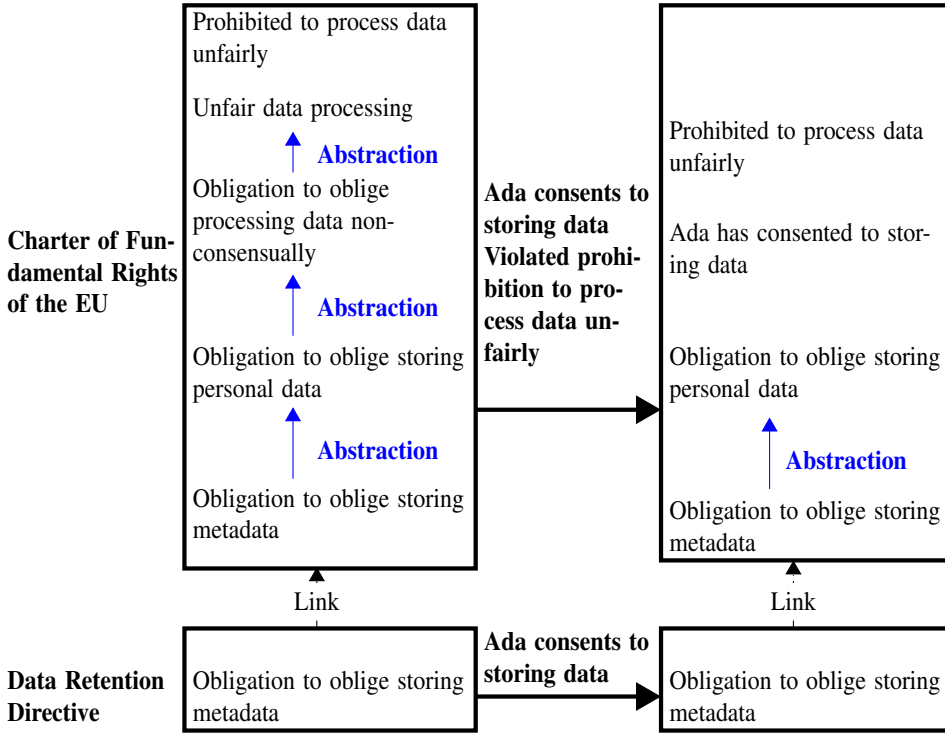 Prohibited to process data
unfairly
Unfair data processing
Abstraction
Obligation to oblige
processing data non-
consensually
Abstraction
Obligation to oblige storing
personal data
Abstraction
Obligation to oblige storing
metadata
Charter of Fun-
damental Rights
of the EU
Ada consents to
storing data
Violated prohi-
bition to pro-
cess data un-
fairly
Prohibited to process data
unfairly
Ada has consented to stor-
ing data
Obligation to oblige storing
personal data
Abstraction
Obligation to oblige storing
metadata
Link
Link
Data Retention
Directive
Obligation to oblige storing
metadata
Ada consents to
storing data
Obligation to oblige storing
metadata